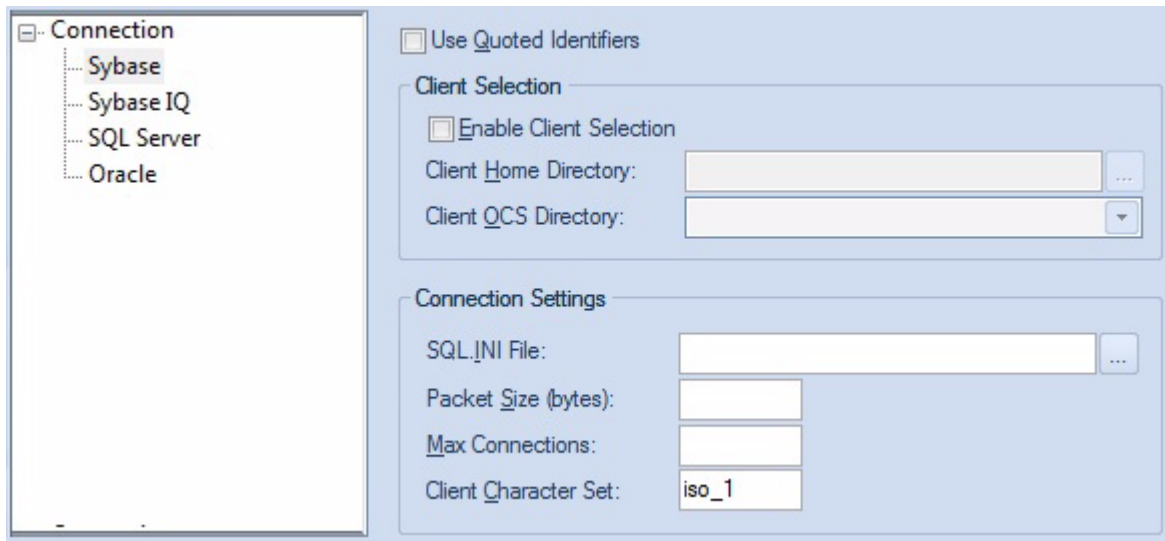 Connection
Sybase
Sybase IQ
SQL Server
Oracle
Use Quoted Identifiers
Client Selection
Enable Client Selection
Client Home Directory:
...
Client OCS Directory:
Connection Settings
SQL.INI File:
...
Packet Size (bytes):
Max Connections:
Client Character Set:
iso_1